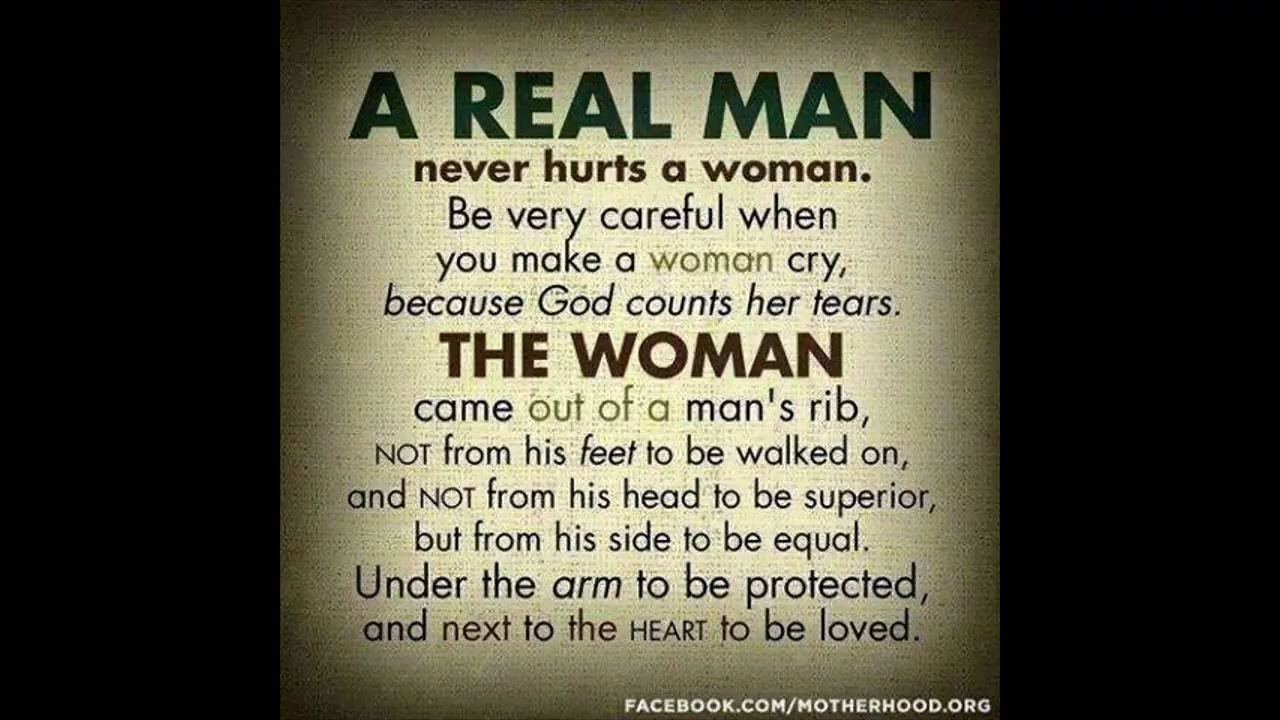 A REAL MAN
never hurts a woman.
Be very careful when
you make a woman cry,
because God counts her tears.
THE WOMAN
came out of a man's rib,
NOT from his feet to be walked on,
and NOT from his head to be superior,
but from his side to be equal.
Under the arm to be protected,
and next to the HEART to be loved.
FACEBOOK.COM/MOTHERHOOD.ORG